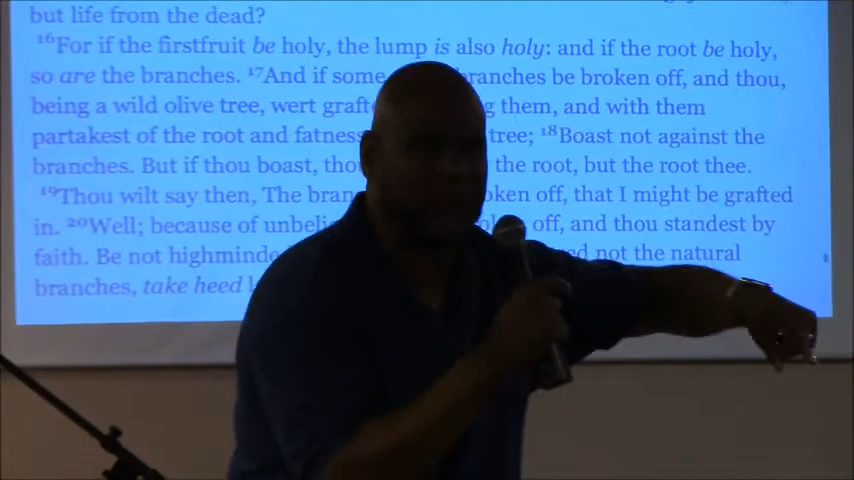 but life from the dead?
16For if the firstfruit be holy, the lump is also holy: and if the root be holy,
so are the branches. 17And if some branches be broken off, and thou,
being a wild olive tree, wert graft g them, and with them
partakest of the root and fatness tree; 18Boast not against the
branches. But if thou boast, tho the root, but the root thee.
19Thou wilt say then, The bran ken off, that I might be grafted
in. 20Well; because of unbeli off, and thou standest by
faith. Be not highminded not the natural
branches, take heed l